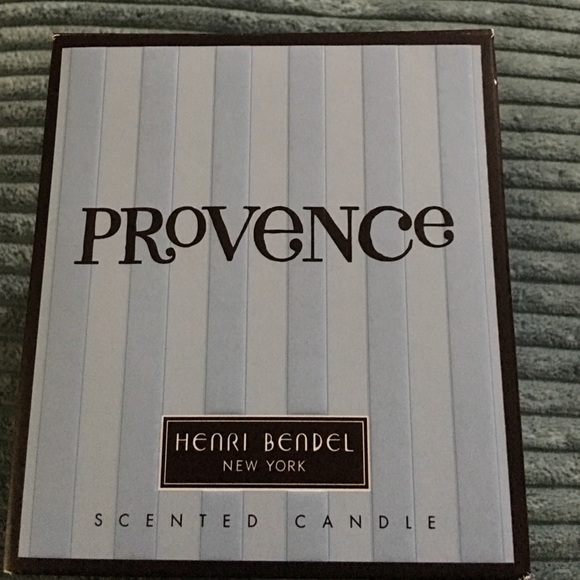 PROVENCE
HENRI BENDEL
NEW YORK
SCENTED CANDLE